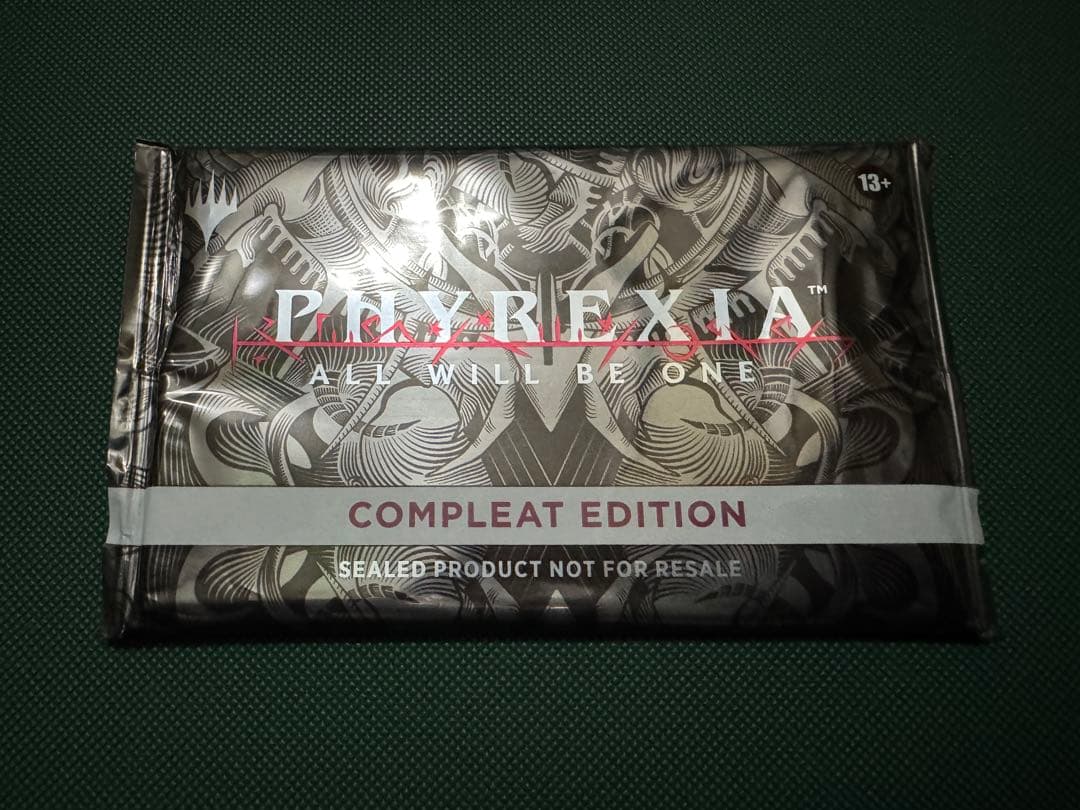 13+
PHYREXIA™
ALL WILL BE ONE
COMPLEAT EDITION
SEALED PRODUCT NOT FOR RESALE